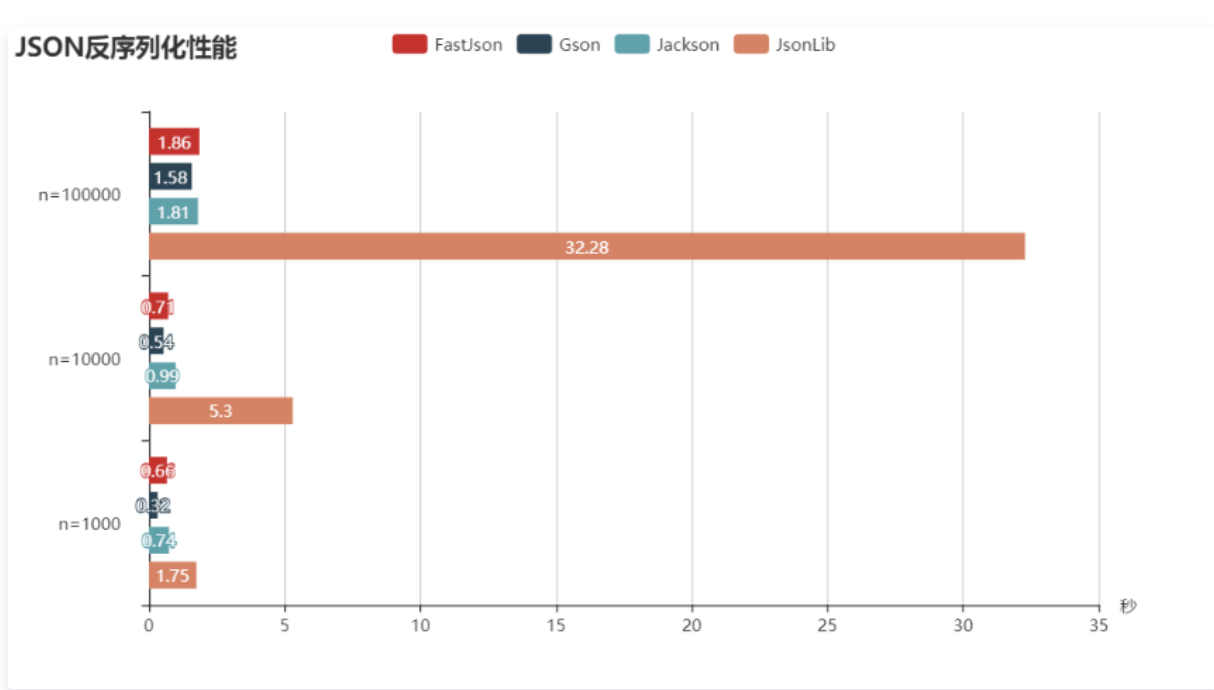 JSON反序列化性能
FastJson Gson Jackson JsonLib
n=100000
1.86
1.58
1.81
32.28
n=10000
0.71
0.54
0.99
5.3
n=1000
0.66
0.32
0.74
1.75
0 5 10 15 20 25 30 35 秒